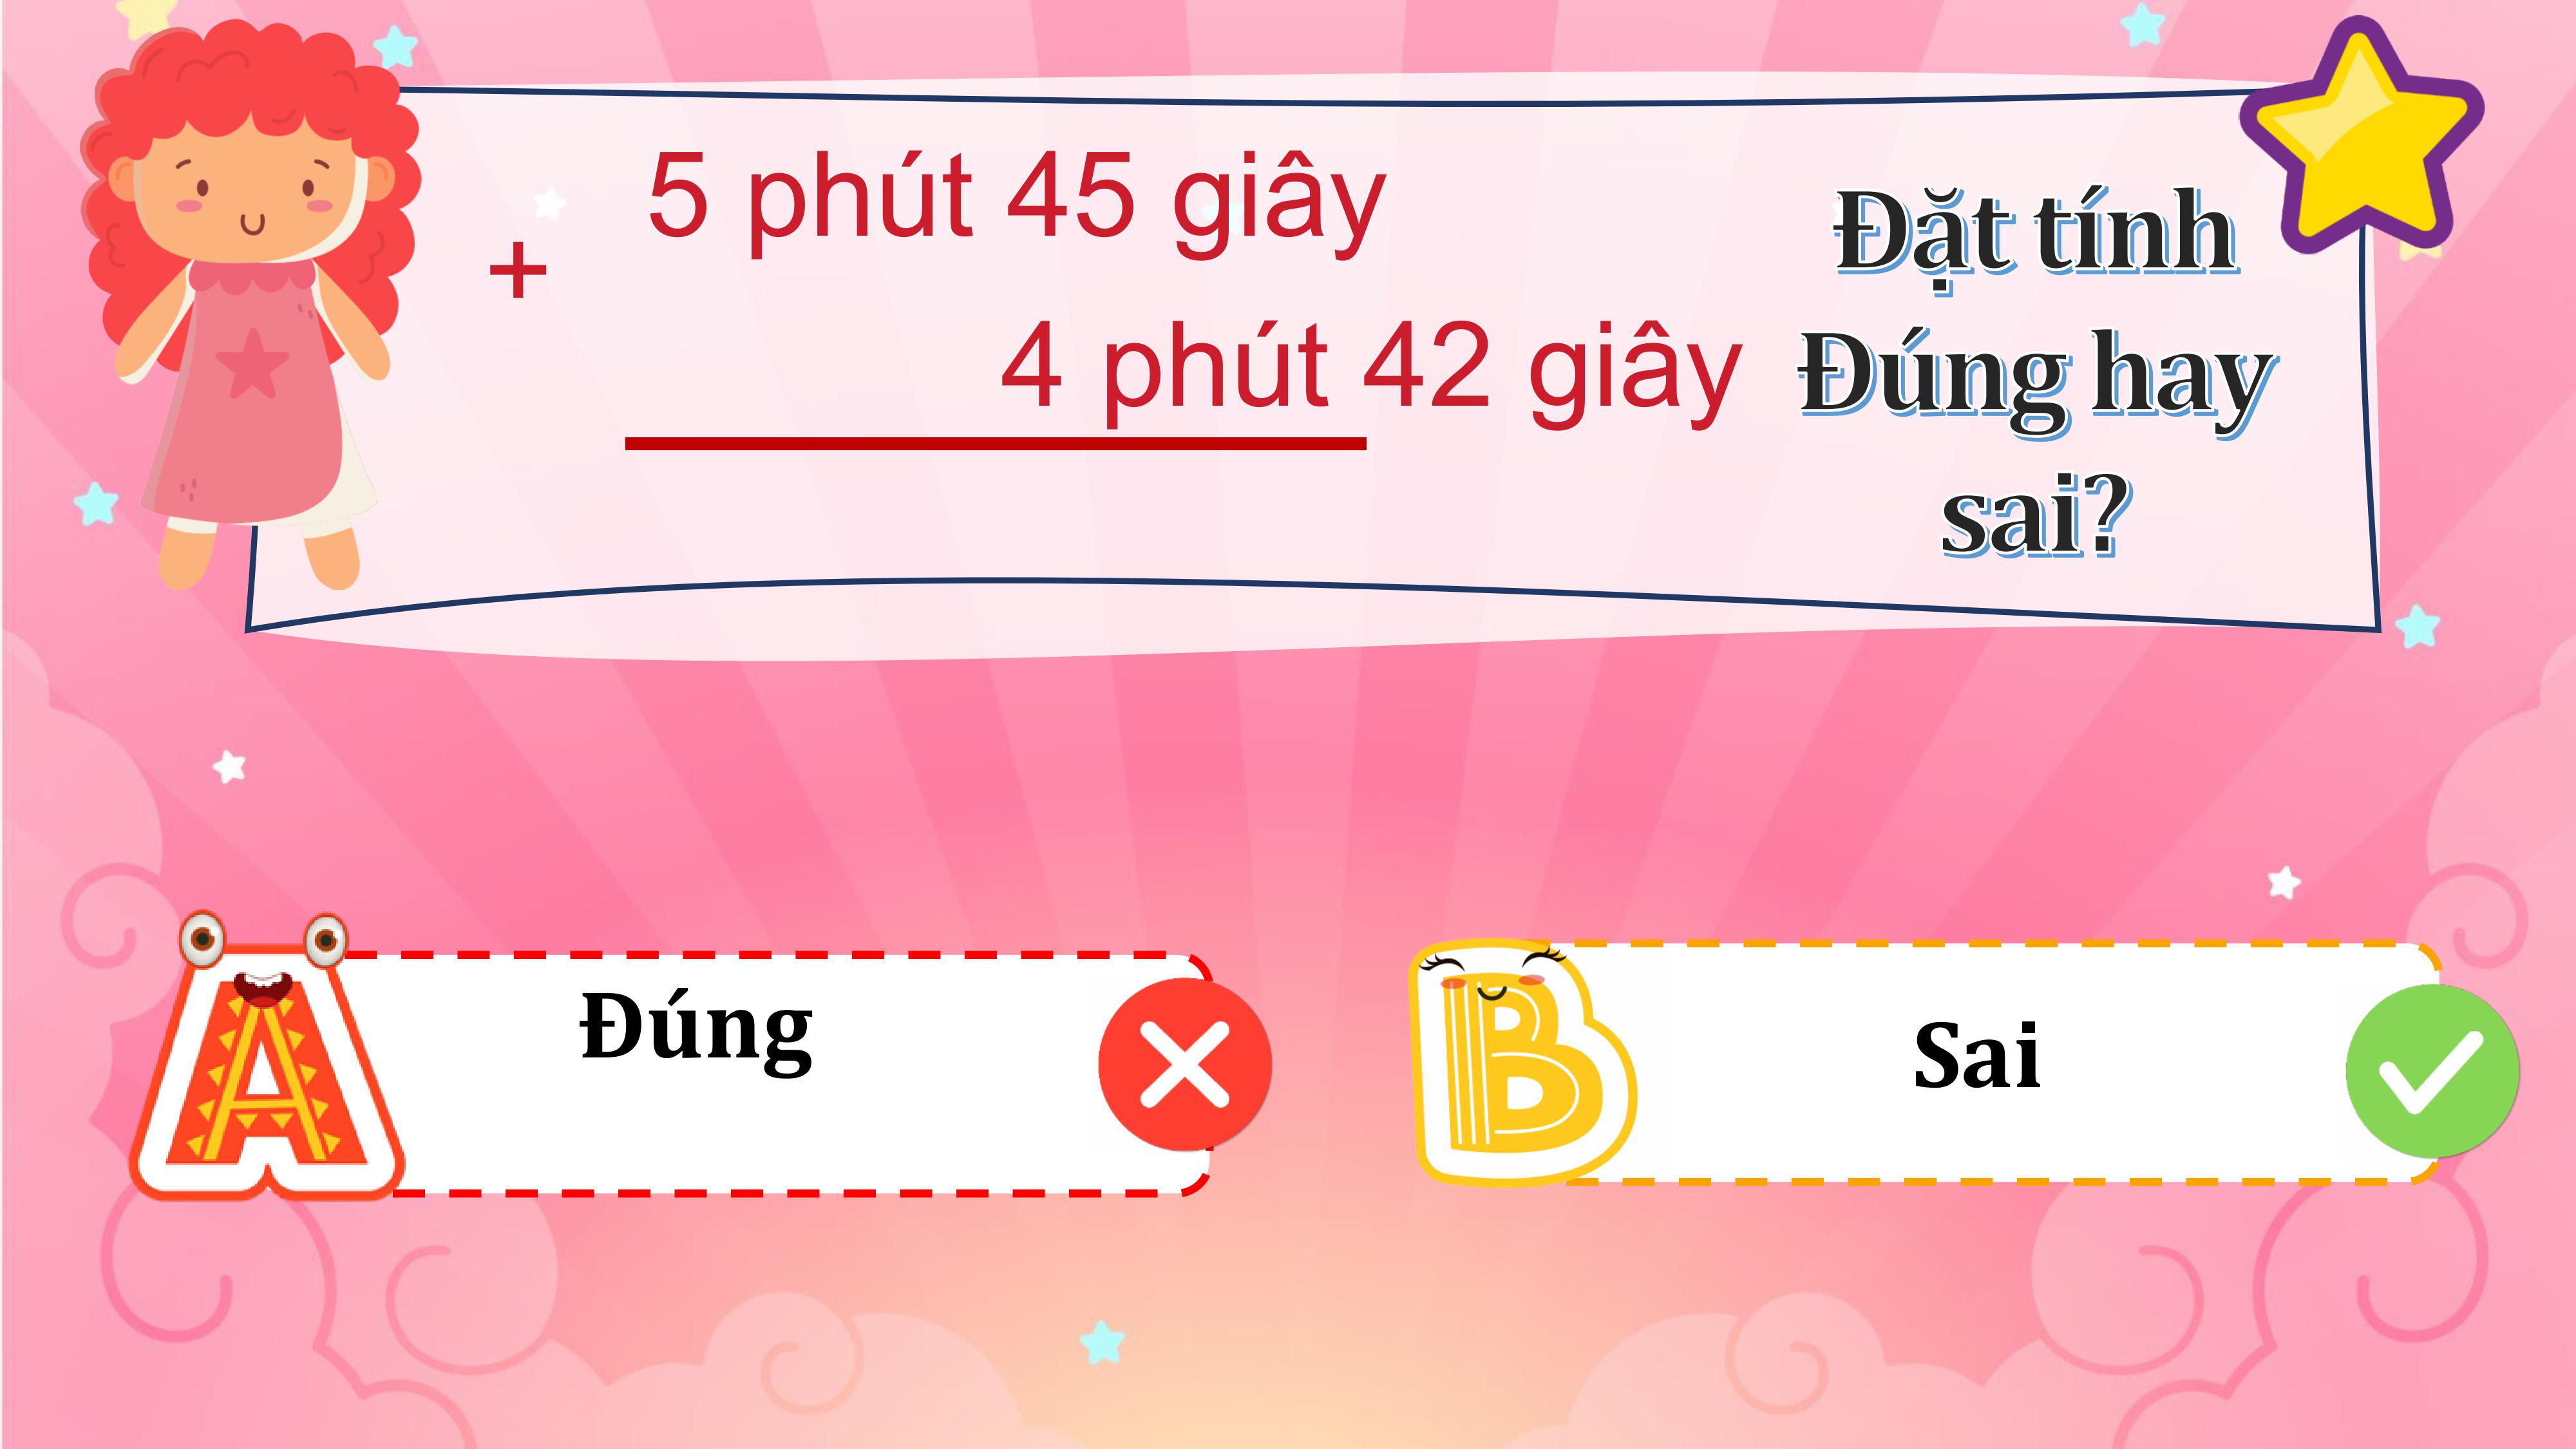 5 phút 45 giây
+
4 phút 42 giây
Đặt tính
Đúng hay
sai?
A
Đúng
B
Sai